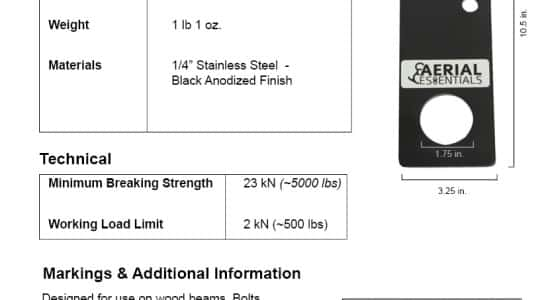 Weight 1 lb 1 oz.
Materials 1/4” Stainless Steel -
Black Anodized Finish
10.5 in.
AERIAL
ESSENTIALS
1.75 in.
3.25 in.
Technical
Minimum Breaking Strength 23 kN (~5000 lbs)
Working Load Limit 2 kN (~500 lbs)
Markings & Additional Information
Designed for use on wood beams. Bolts